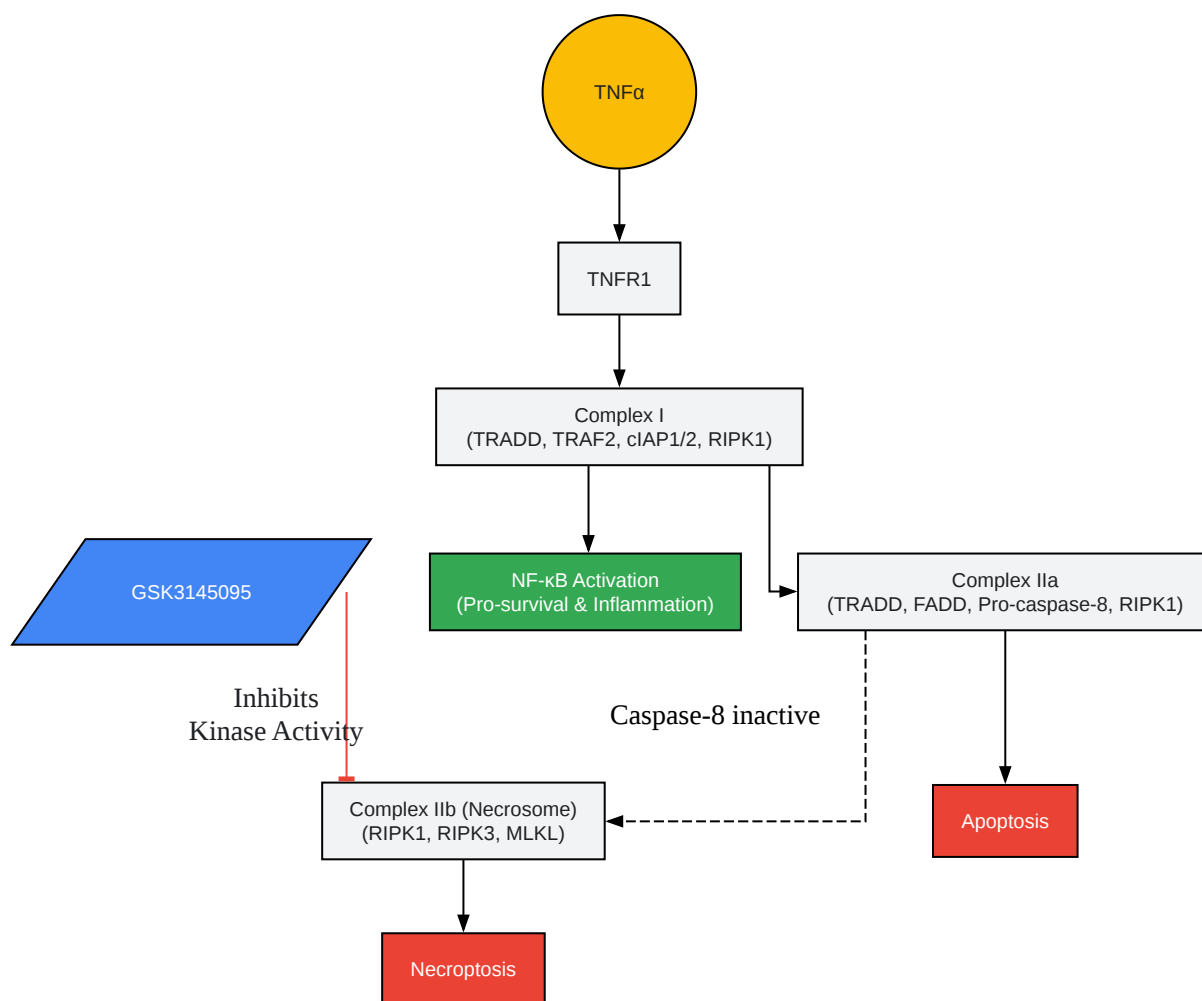 TNFα
TNFR1
Complex I
(TRADD, TRAF2, cIAP1/2, RIPK1)
GSK3145095
NF-κB Activation
(Pro-survival & Inflammation)
Complex IIa
(TRADD, FADD, Pro-caspase-8, RIPK1)
Inhibits
Kinase Activity
Caspase-8 inactive
Complex IIb (Necrosome)
(RIPK1, RIPK3, MLKL)
Apoptosis
Necroptosis